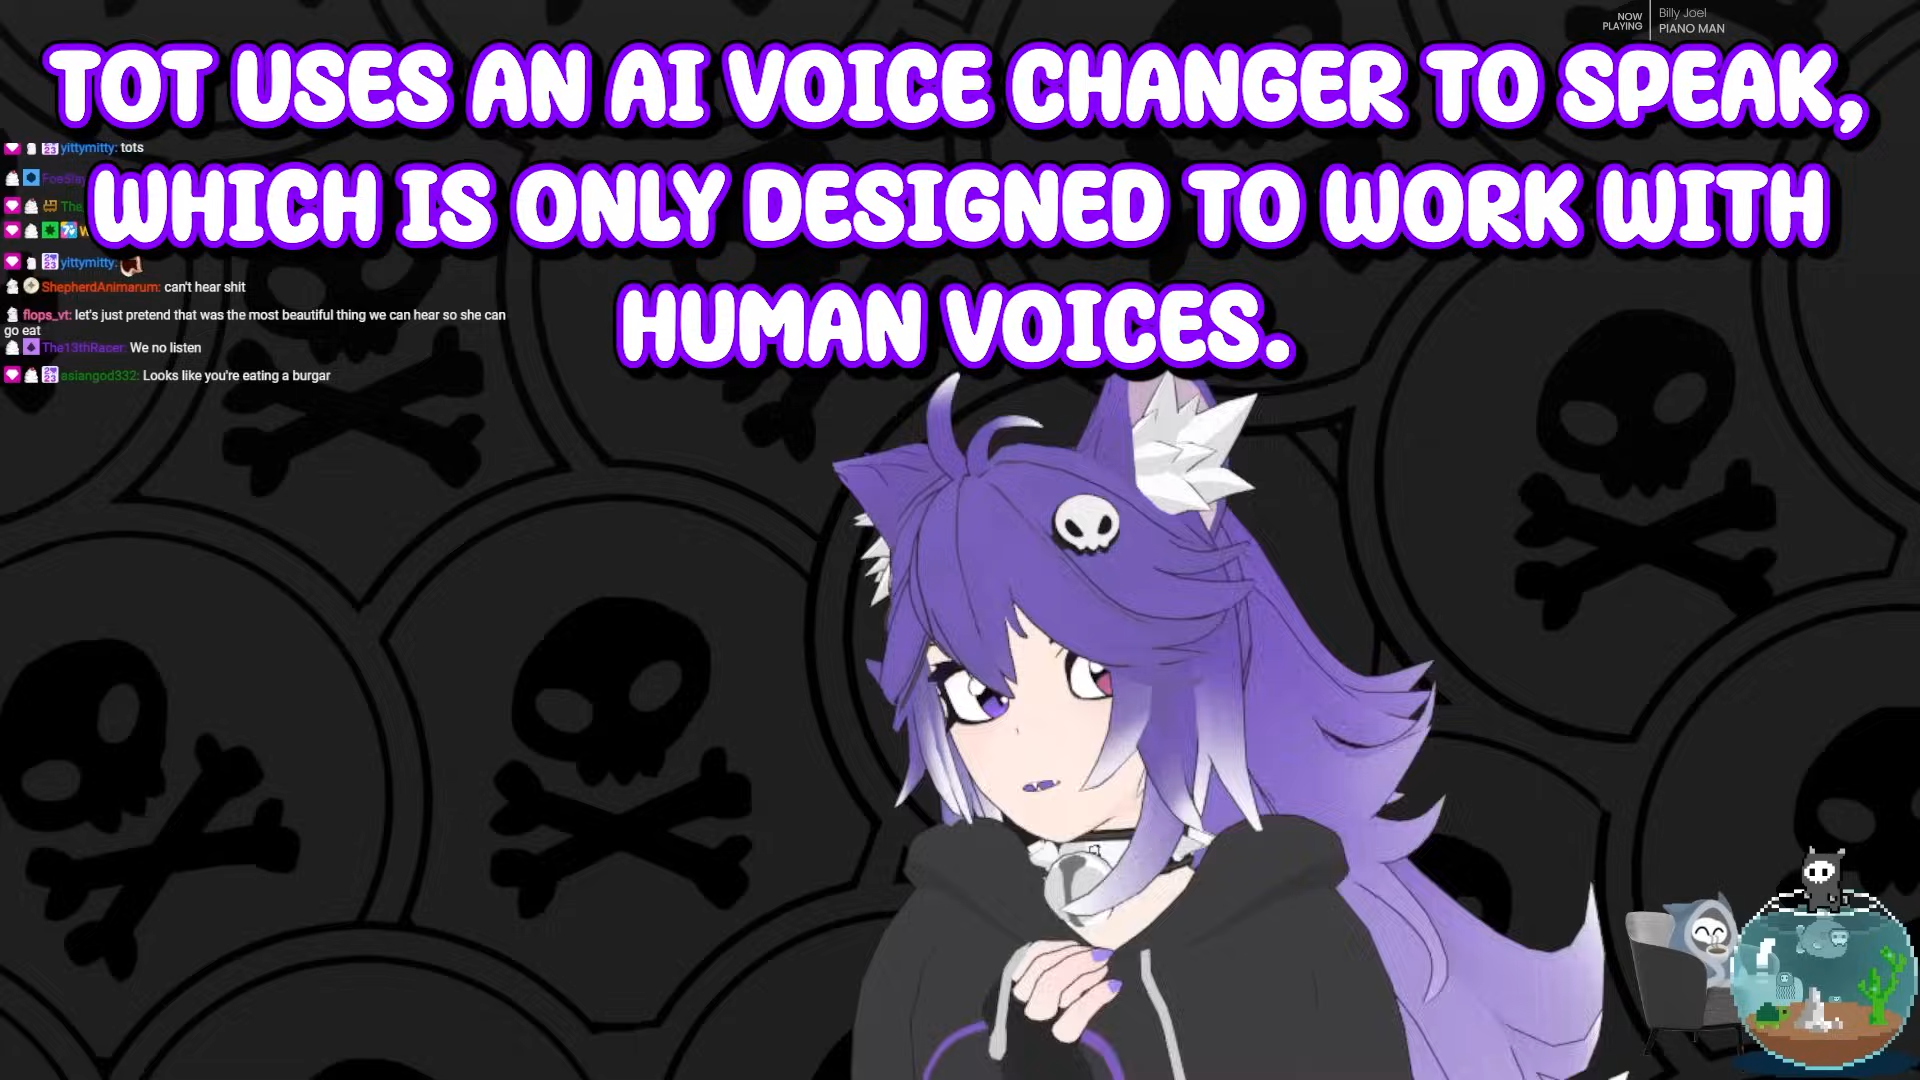 NOW
PLAYING
Billy Joel
PIANO MAN
TOT USES AN AI VOICE CHANGER TO SPEAK,
WHICH IS ONLY DESIGNED TO WORK WITH
HUMAN VOICES.
yittymitty: tots
The
W
yittymitty:
ShepherdAnimarum: can't hear shit
flops_vt: let's just pretend that was the most beautiful thing we can hear so she can
go eat
The13thRacer: We no listen
asiangod332: Looks like you're eating a burgar